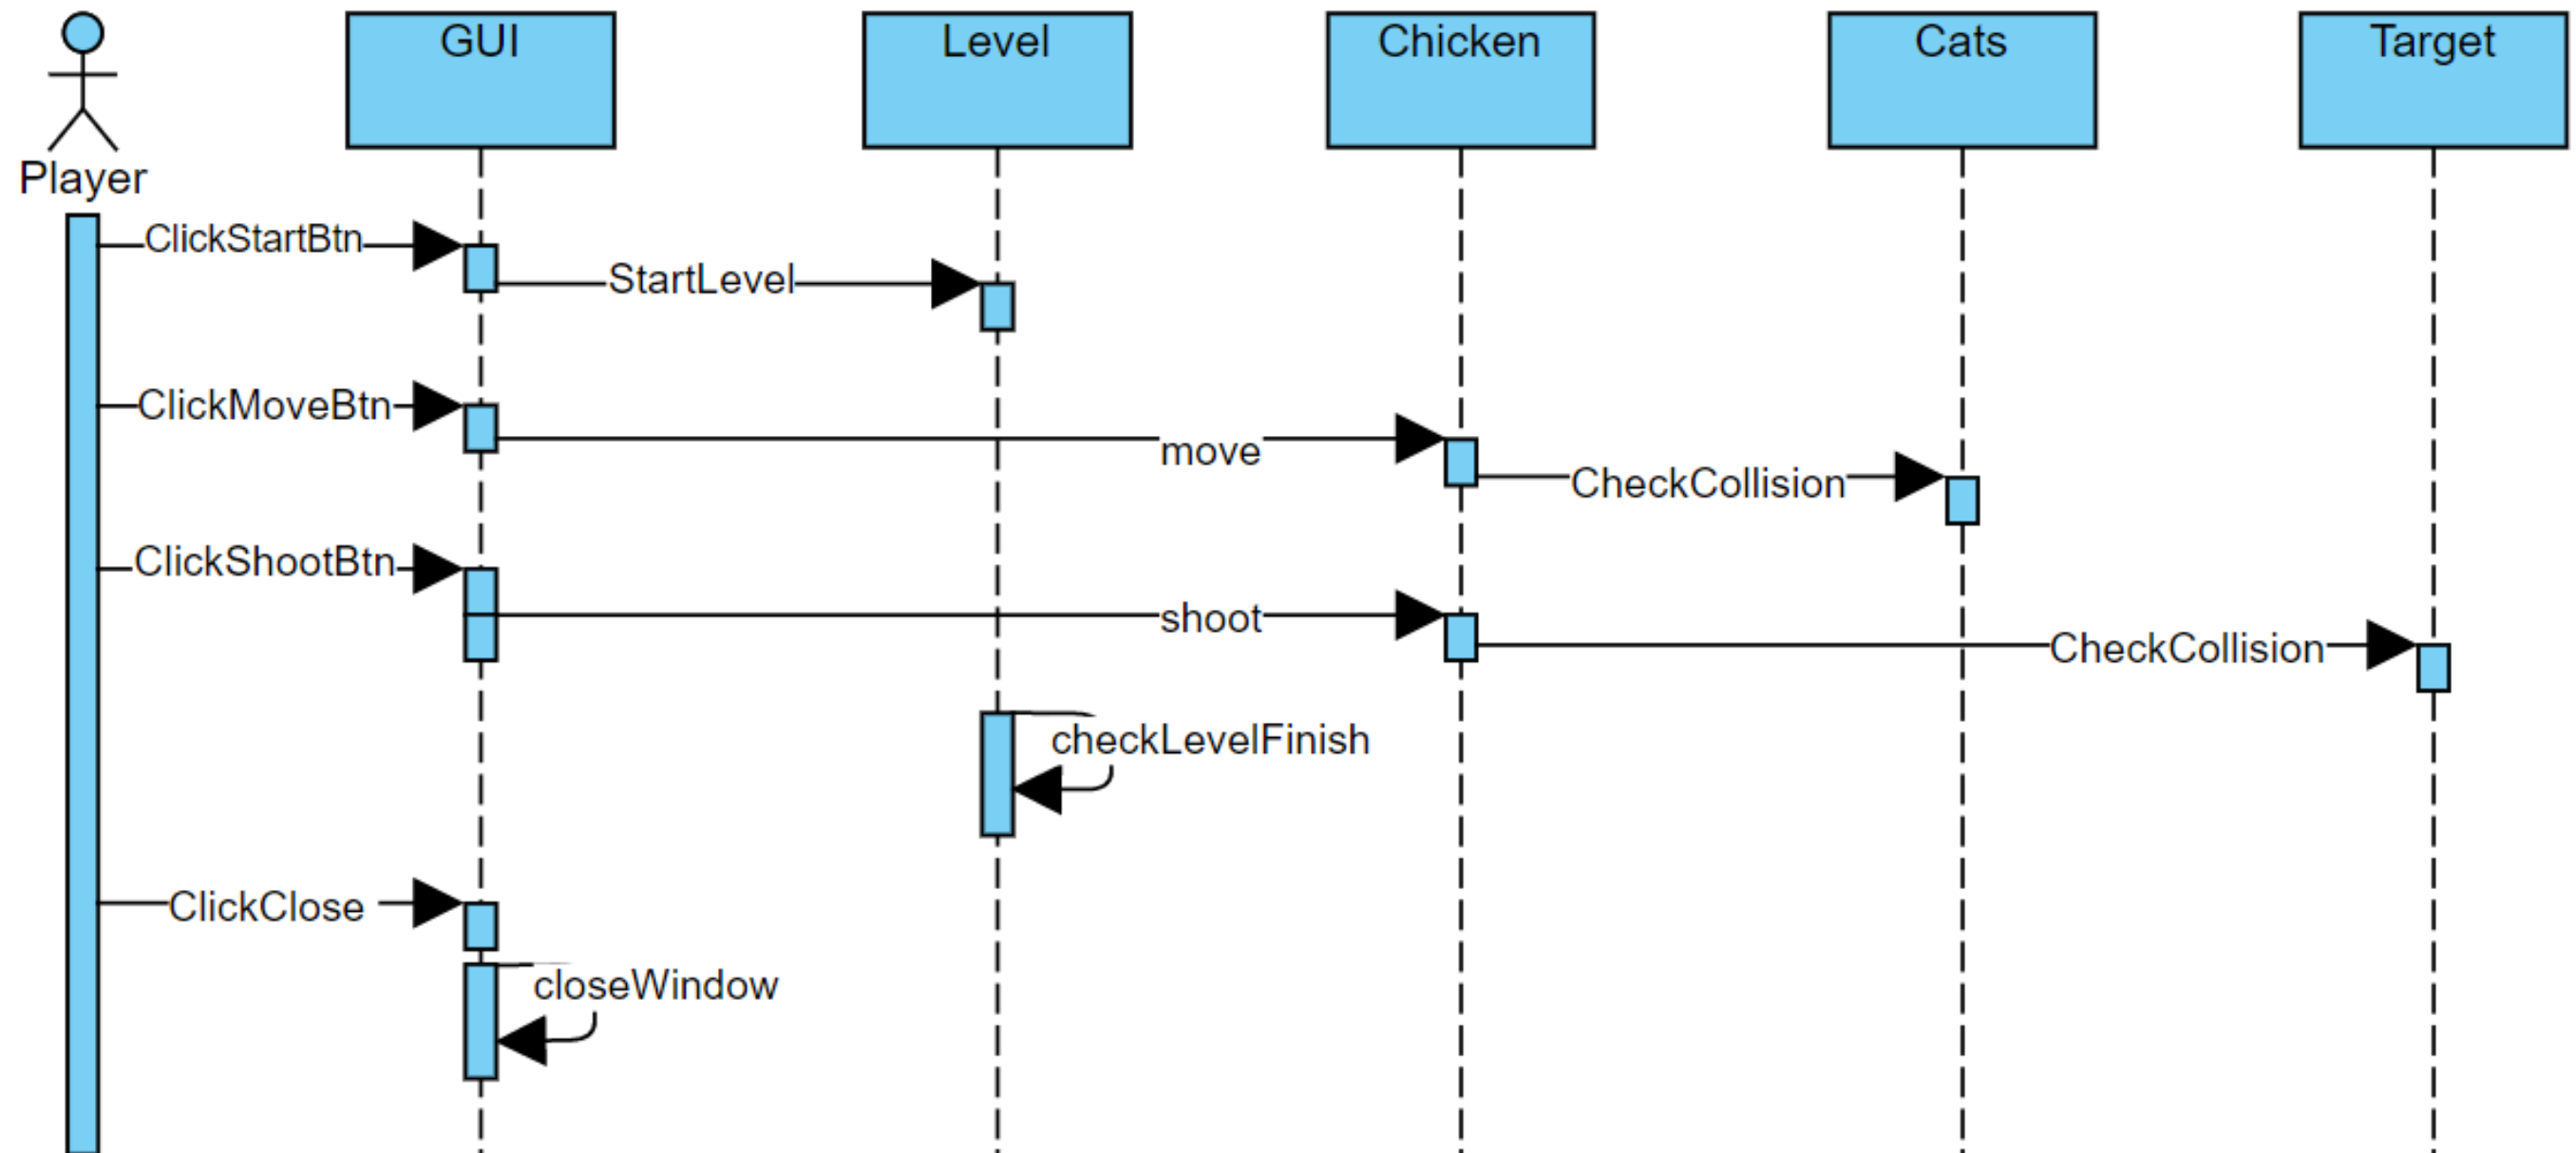 GUI
Level
Chicken
Cats
Target
Player
ClickStartBtn
StartLevel
ClickMoveBtn
move
CheckCollision
ClickShootBtn
shoot
CheckCollision
checkLevelFinish
ClickClose
closeWindow